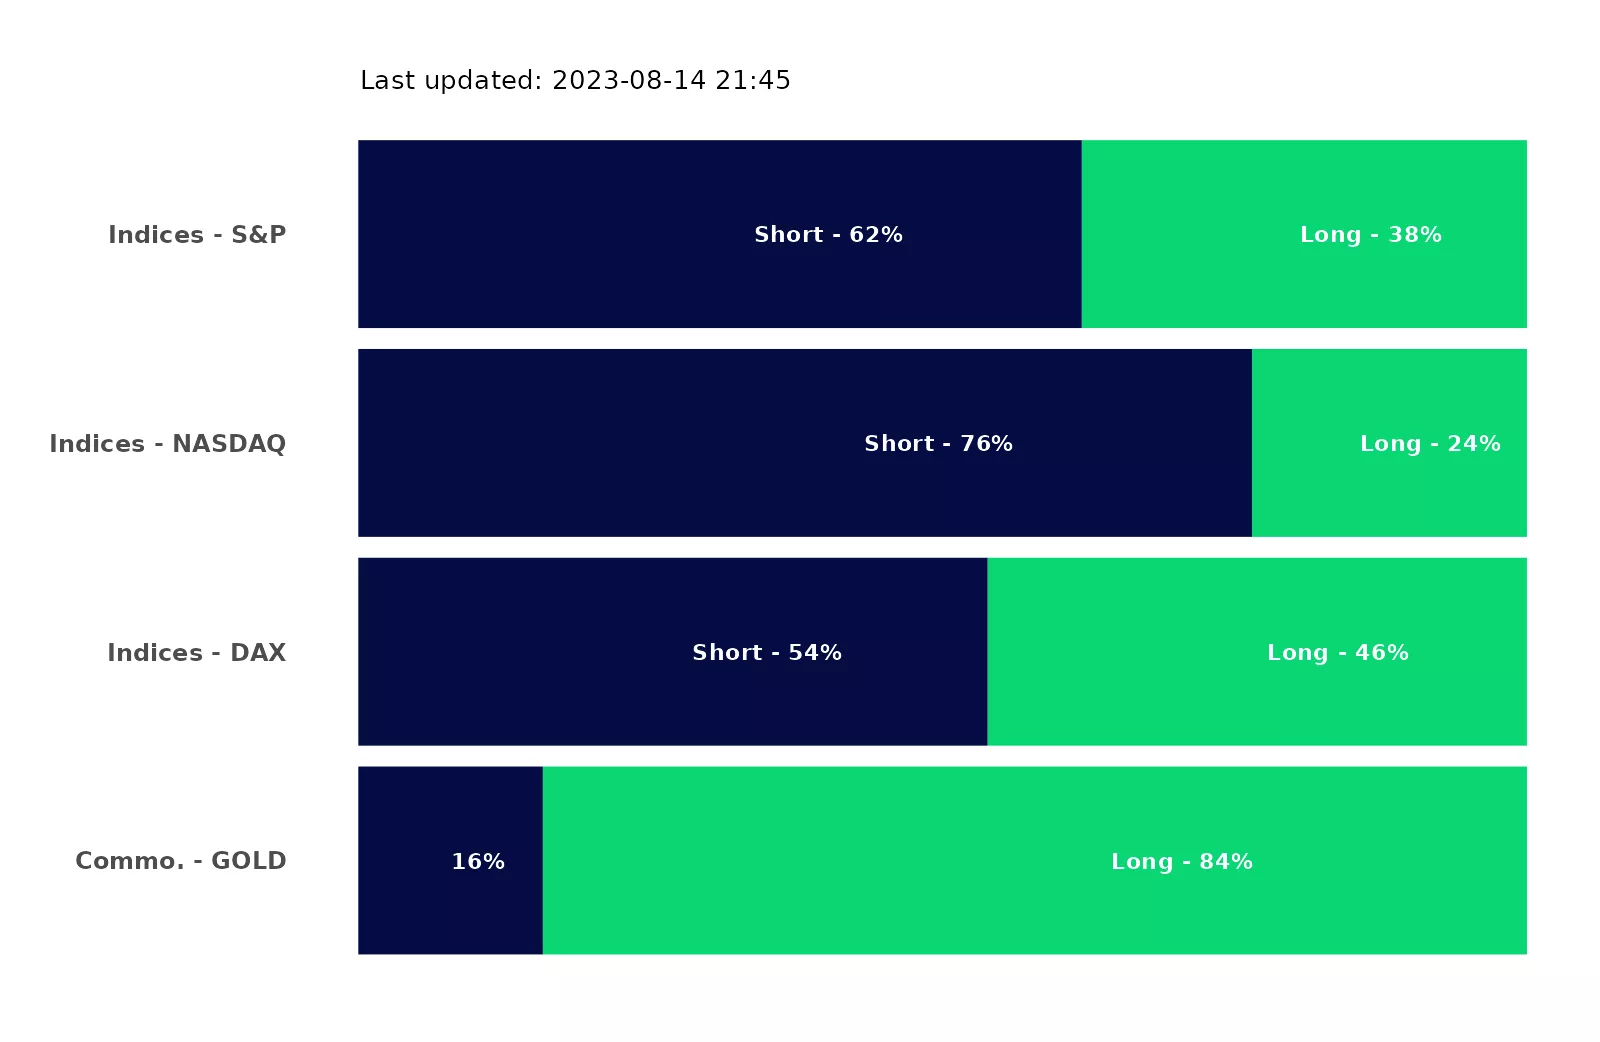 Last updated: 2023-08-14 21:45
Indices - S&P Short - 62% Long - 38%
Indices - NASDAQ Short - 76% Long - 24%
Indices - DAX Short - 54% Long - 46%
Commo. - GOLD 16% Long - 84%